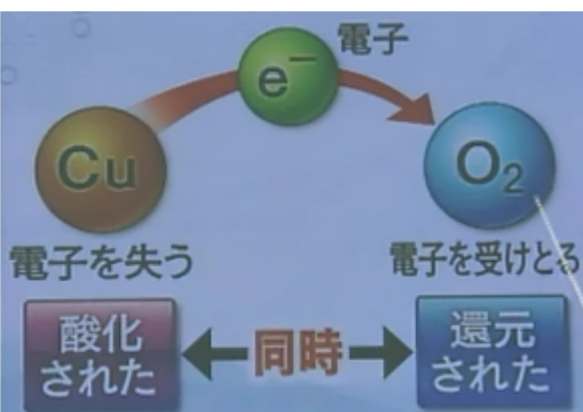 電子
e⁻
Cu
O₂
電子を失う
電子を受けとる
酸化
された
同時
還元
された